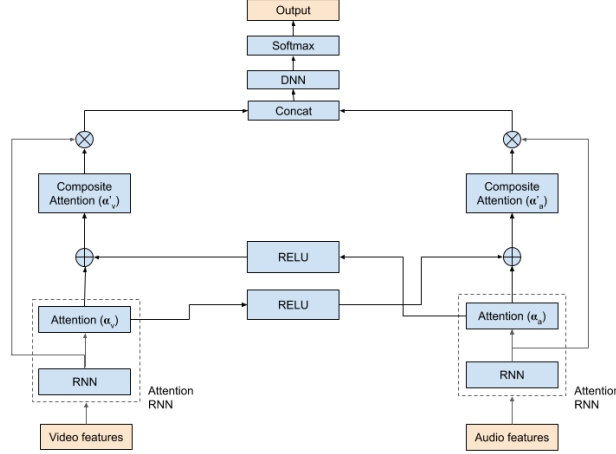 Output
Softmax
DNN
Concat
Composite
Attention (α'v)
Composite
Attention (α'a)
RELU
RELU
Attention (αv)
Attention (αa)
RNN
RNN
Attention
RNN
Attention
RNN
Video features
Audio features